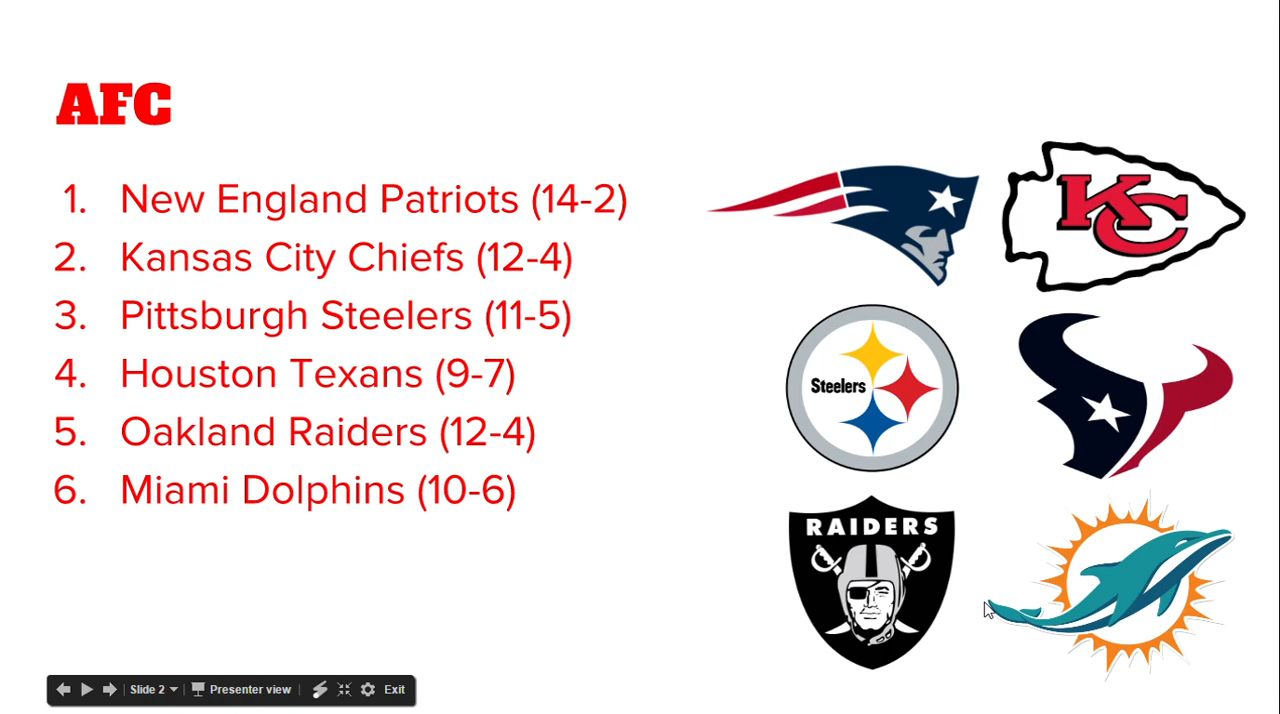 AFC
1. New England Patriots (14-2)
2. Kansas City Chiefs (12-4)
3. Pittsburgh Steelers (11-5)
4. Houston Texans (9-7)
5. Oakland Raiders (12-4)
6. Miami Dolphins (10-6)
KC
Steelers
RAIDERS
Slide 2 Presenter view Exit